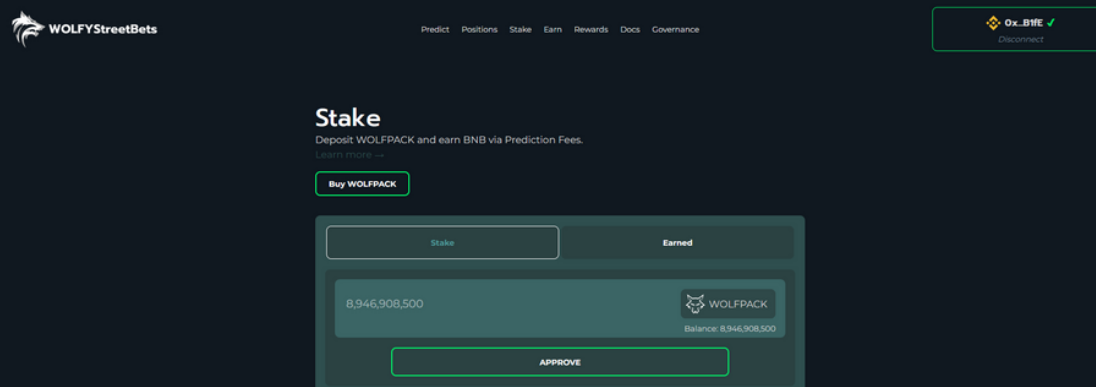 WOLFYStreetBets
Predict Positions Stake Earn Rewards Docs Governance
0x...B1fE ✓
Disconnect
Stake
Deposit WOLFPACK and earn BNB via Prediction Fees.
Learn more →
Buy WOLFPACK
Stake Earned
8,946,908,500 WOLFPACK
Balance: 8,946,908,500
APPROVE